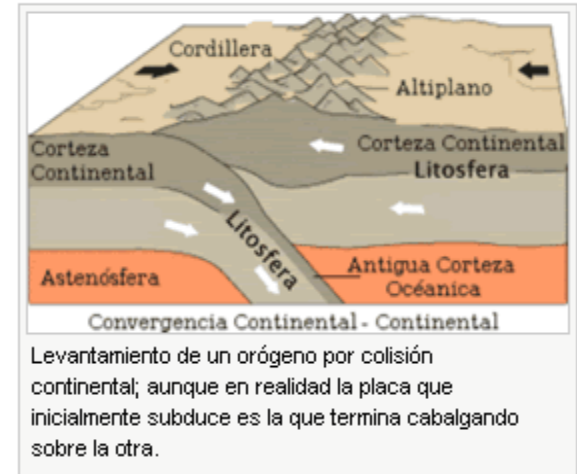 Cordillera
Altiplano
Corteza
Continental
Corteza Continental
Litosfera
Litosfera
Astenósfera
Antigua Corteza
Océanica
Convergencia Continental - Continental
Levantamiento de un orógeno por colisión
continental; aunque en realidad la placa que
inicialmente subduce es la que termina cabalgando
sobre la otra.